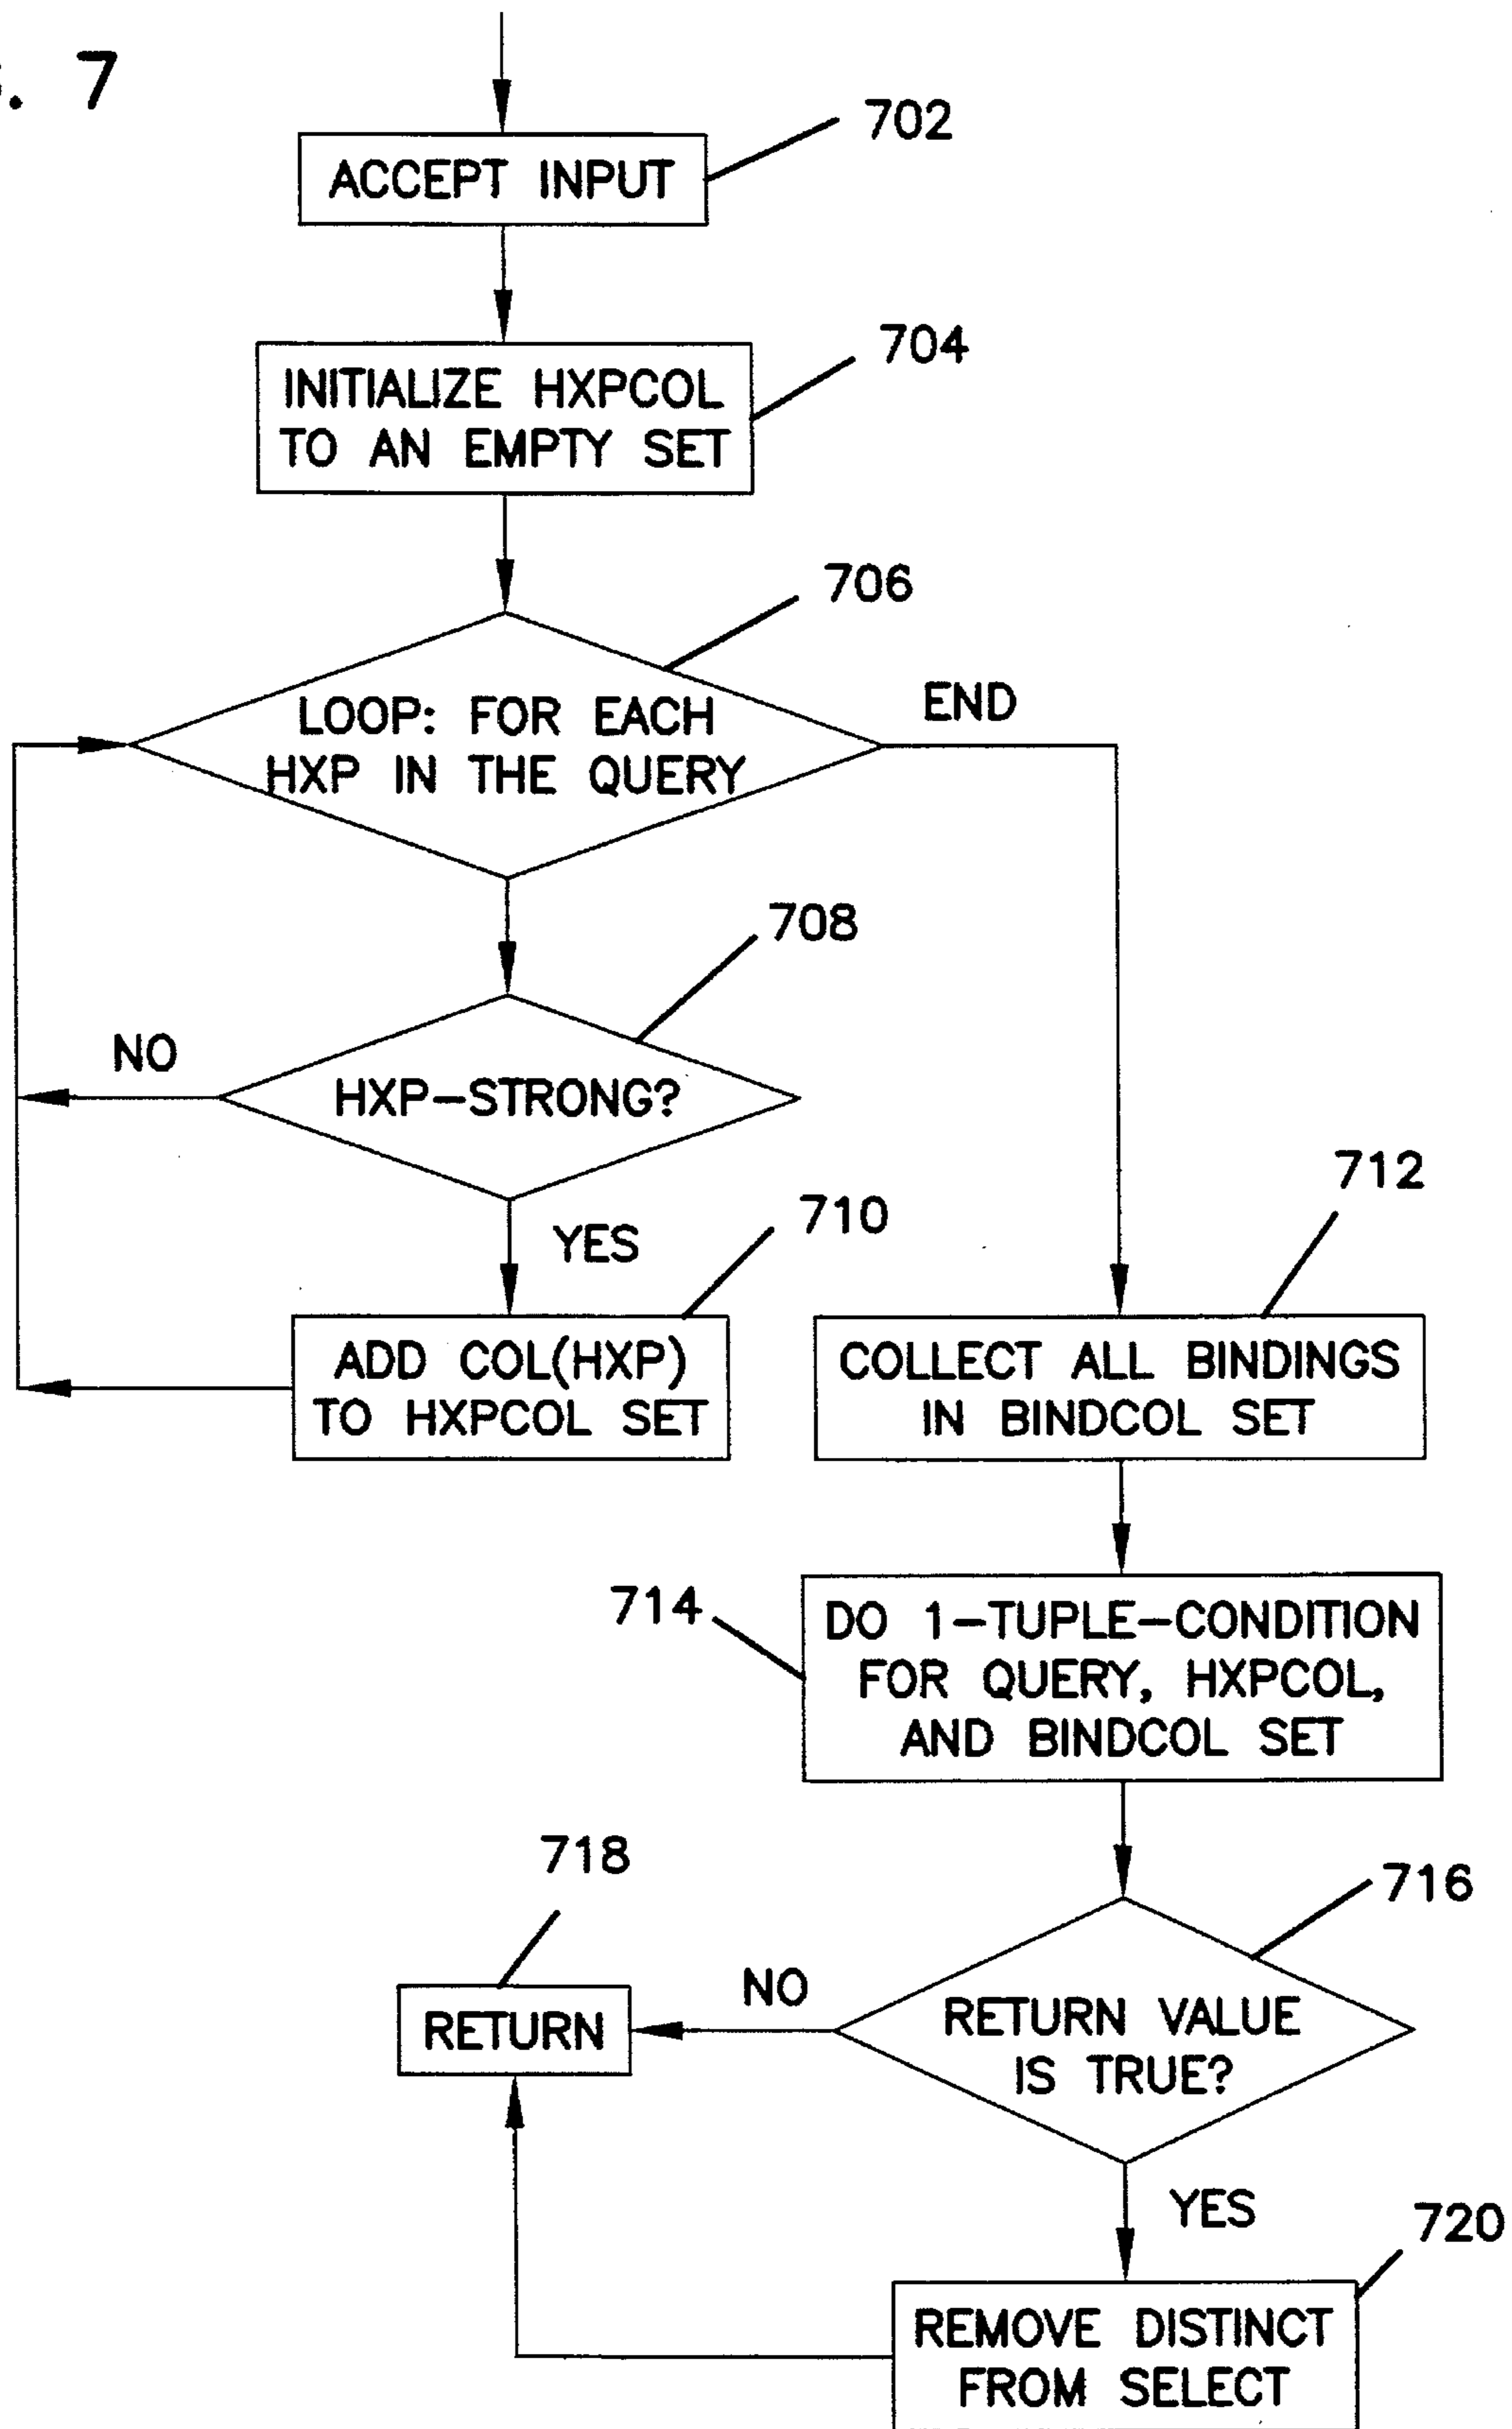 . 7
702
ACCEPT INPUT
704
INITIALIZE HXPCOL
TO AN EMPTY SET
706
LOOP: FOR EACH
HXP IN THE QUERY
END
708
NO
HXP-STRONG?
712
710
YES
ADD COL(HXP)
TO HXPCOL SET
COLLECT ALL BINDINGS
IN BINDCOL SET
714
DO 1-TUPLE-CONDITION
FOR QUERY, HXPCOL,
AND BINDCOL SET
718
716
NO
RETURN
RETURN VALUE
IS TRUE?
YES
720
REMOVE DISTINCT
FROM SELECT